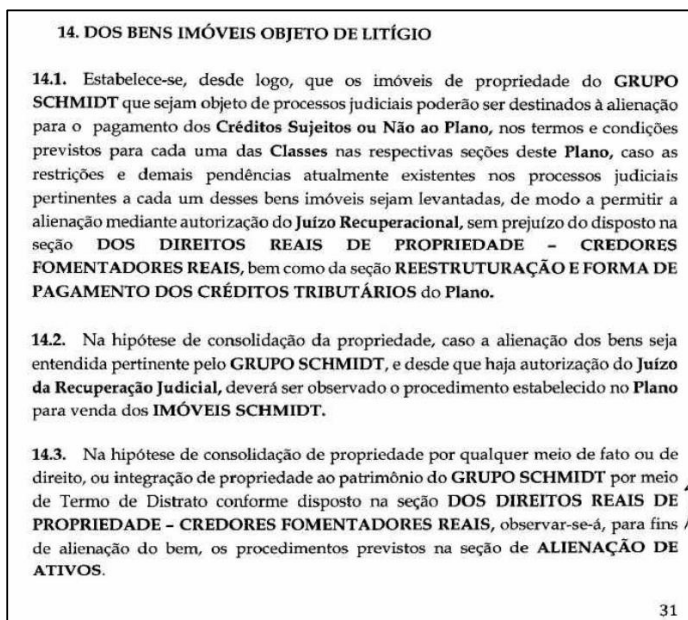 14. DOS BENS IMÓVEIS OBJETO DE LITÍGIO
14.1. Estabelece-se, desde logo, que os imóveis de propriedade do GRUPO
SCHMIDT que sejam objeto de processos judiciais poderão ser destinados à alienação
para o pagamento dos Créditos Sujeitos ou Não ao Plano, nos termos e condições
previstos para cada uma das Classes nas respectivas seções deste Plano, caso as
restrições e demais pendências atualmente existentes nos processos judiciais
pertinentes a cada um desses bens imóveis sejam levantadas, de modo a permitir a
alienação mediante autorização do Juízo Recuperacional, sem prejuízo do disposto na
seção DOS DIREITOS REAIS DE PROPRIEDADE – CREDORES
FOMENTADORES REAIS, bem como da seção REESTRUTURAÇÃO E FORMA DE
PAGAMENTO DOS CRÉDITOS TRIBUTÁRIOS do Plano.
14.2. Na hipótese de consolidação da propriedade, caso a alienação dos bens seja
entendida pertinente pelo GRUPO SCHMIDT, e desde que haja autorização do Juízo
da Recuperação Judicial, deverá ser observado o procedimento estabelecido no Plano
para venda dos IMÓVEIS SCHMIDT.
14.3. Na hipótese de consolidação de propriedade por qualquer meio de fato ou de
direito, ou integração de propriedade ao patrimônio do GRUPO SCHMIDT por meio
de Termo de Distrato conforme disposto na seção DOS DIREITOS REAIS DE
PROPRIEDADE – CREDORES FOMENTADORES REAIS, observar-se-á, para fins
de alienação do bem, os procedimentos previstos na seção de ALIENAÇÃO DE
ATIVOS.
31